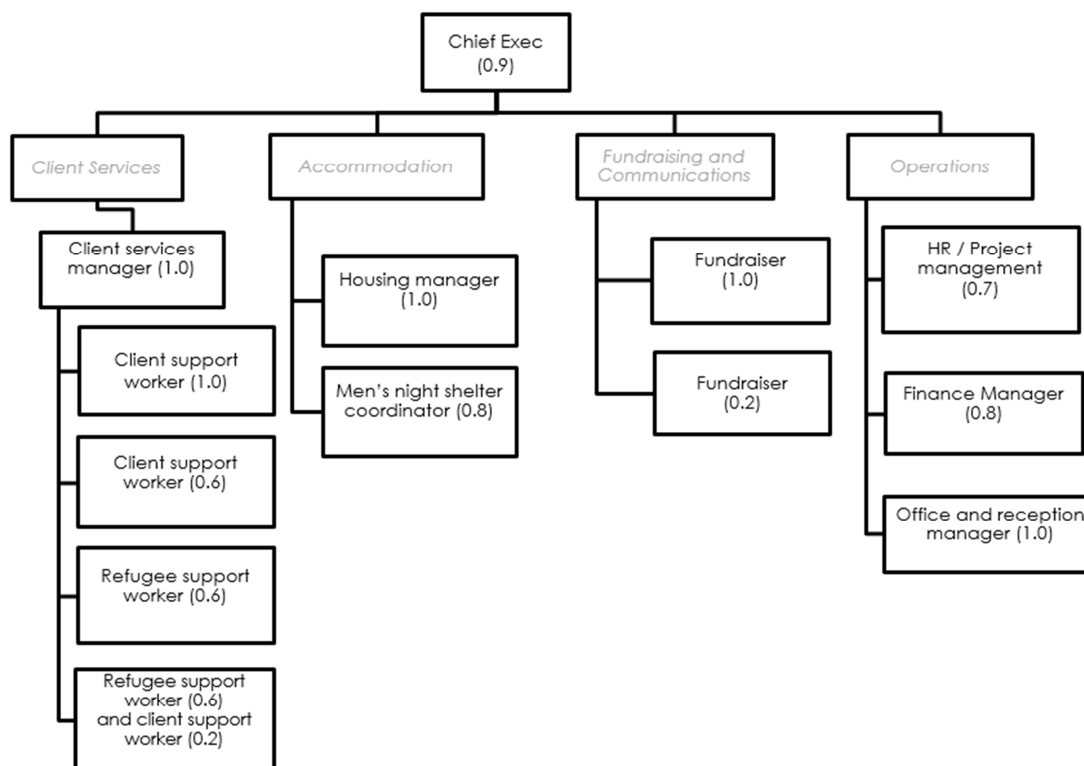 Chief Exec
(0.9)
Client Services
Accommodation
Fundraising and
Communications
Operations
Client services
manager (1.0)
Client support
worker (1.0)
Client support
worker (0.6)
Refugee support
worker (0.6)
Refugee support
worker (0.6)
and client support
worker (0.2)
Housing manager
(1.0)
Men's night shelter
coordinator (0.8)
Fundraiser
(1.0)
Fundraiser
(0.2)
HR / Project
management
(0.7)
Finance Manager
(0.8)
Office and reception
manager (1.0)